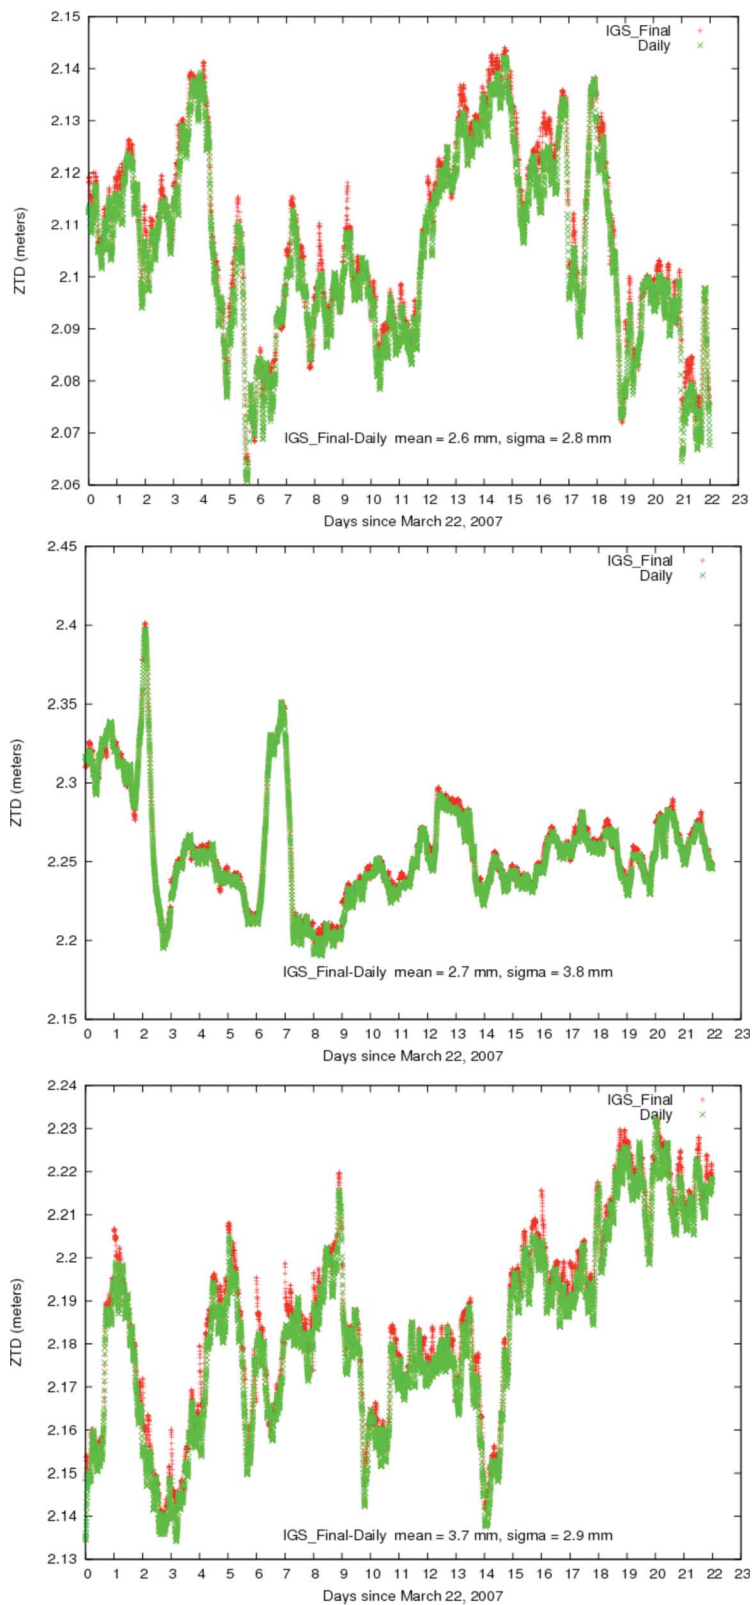 2.15
IGS_Final
Daily
2.14
2.13
2.12
2.11
2.1
2.09
2.08
2.07
2.06
ZTD (meters)
IGS_Final-Daily mean = 2.6 mm, sigma = 2.8 mm
0 1 2 3 4 5 6 7 8 9 10 11 12 13 14 15 16 17 18 19 20 21 22 23
Days since March 22, 2007
2.45
IGS_Final
Daily
2.4
2.35
2.3
2.25
2.2
2.15
ZTD (meters)
IGS_Final-Daily mean = 2.7 mm, sigma = 3.8 mm
0 1 2 3 4 5 6 7 8 9 10 11 12 13 14 15 16 17 18 19 20 21 22 23
Days since March 22, 2007
2.24
IGS_Final
Daily
2.23
2.22
2.21
2.2
2.19
2.18
2.17
2.16
2.15
2.14
2.13
ZTD (meters)
IGS_Final-Daily mean = 3.7 mm, sigma = 2.9 mm
0 1 2 3 4 5 6 7 8 9 10 11 12 13 14 15 16 17 18 19 20 21 22 23
Days since March 22, 2007